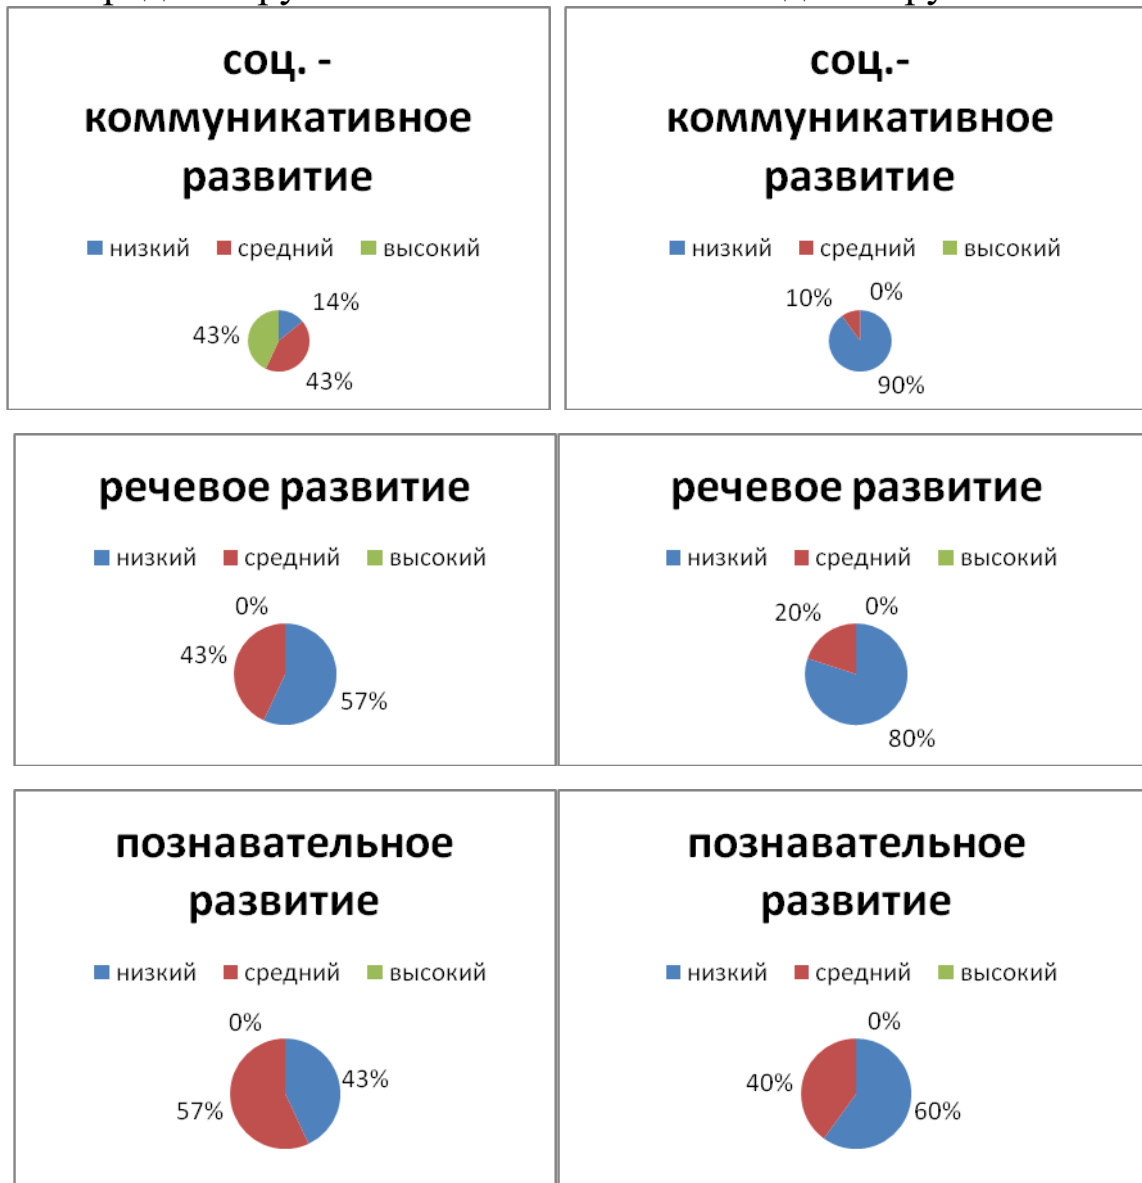 соц. -
коммуникативное
развитие
низкий средний высокий
14%
43%
43%
соц.-
коммуникативное
развитие
низкий средний высокий
10% 0%
90%
речевое развитие
низкий средний высокий
0%
43%
57%
речевое развитие
низкий средний высокий
20% 0%
80%
познавательное
развитие
низкий средний высокий
0%
43%
57%
познавательное
развитие
низкий средний высокий
0%
40%
60%